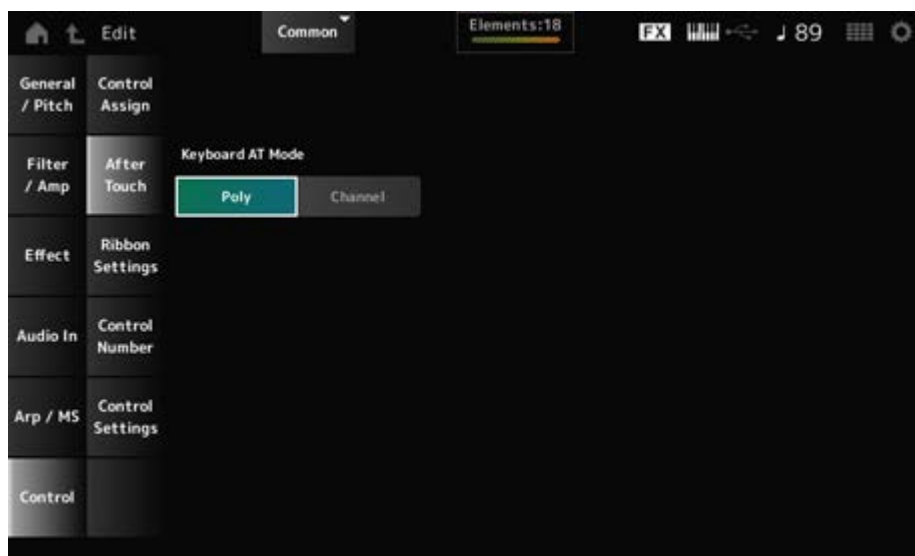 Edit
Common
Elements:18
FX
♩ 89
General
/ Pitch
Control
Assign
Filter
/ Amp
After
Touch
Keyboard AT Mode
Poly
Channel
Effect
Ribbon
Settings
Audio In
Control
Number
Arp / MS
Control
Settings
Control